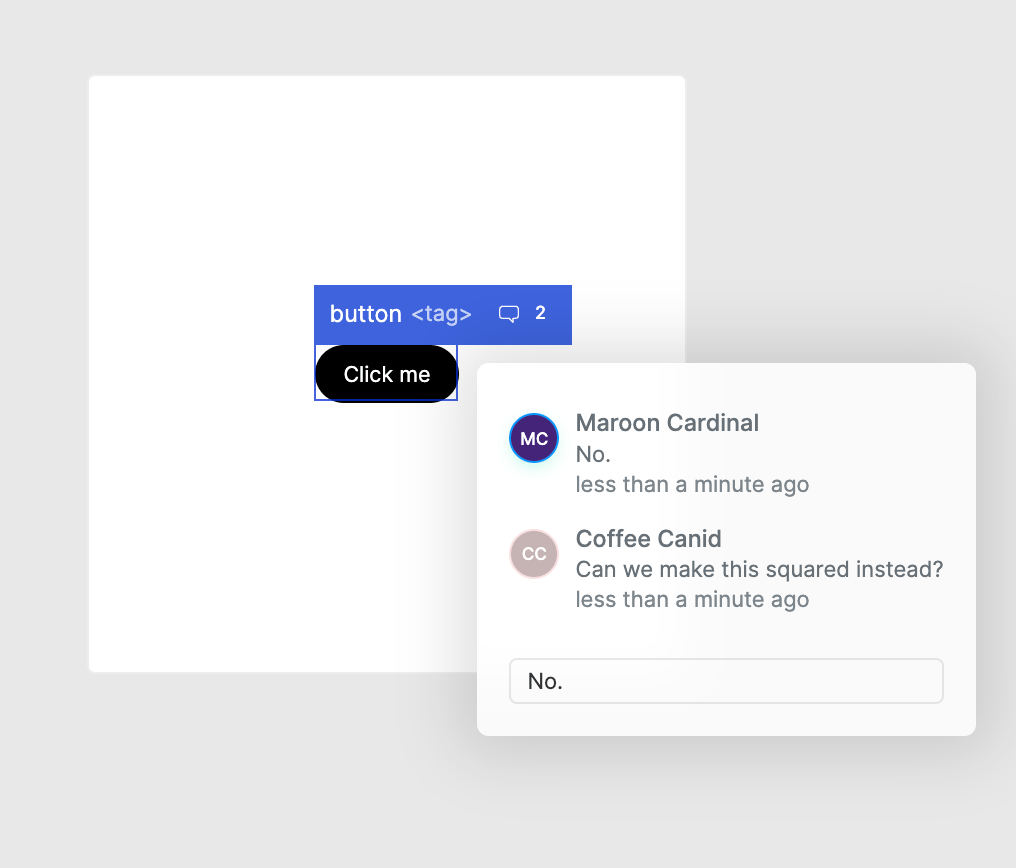 button <tag> 2
Click me
MC
Maroon Cardinal
No.
less than a minute ago
CC
Coffee Canid
Can we make this squared instead?
less than a minute ago
No.